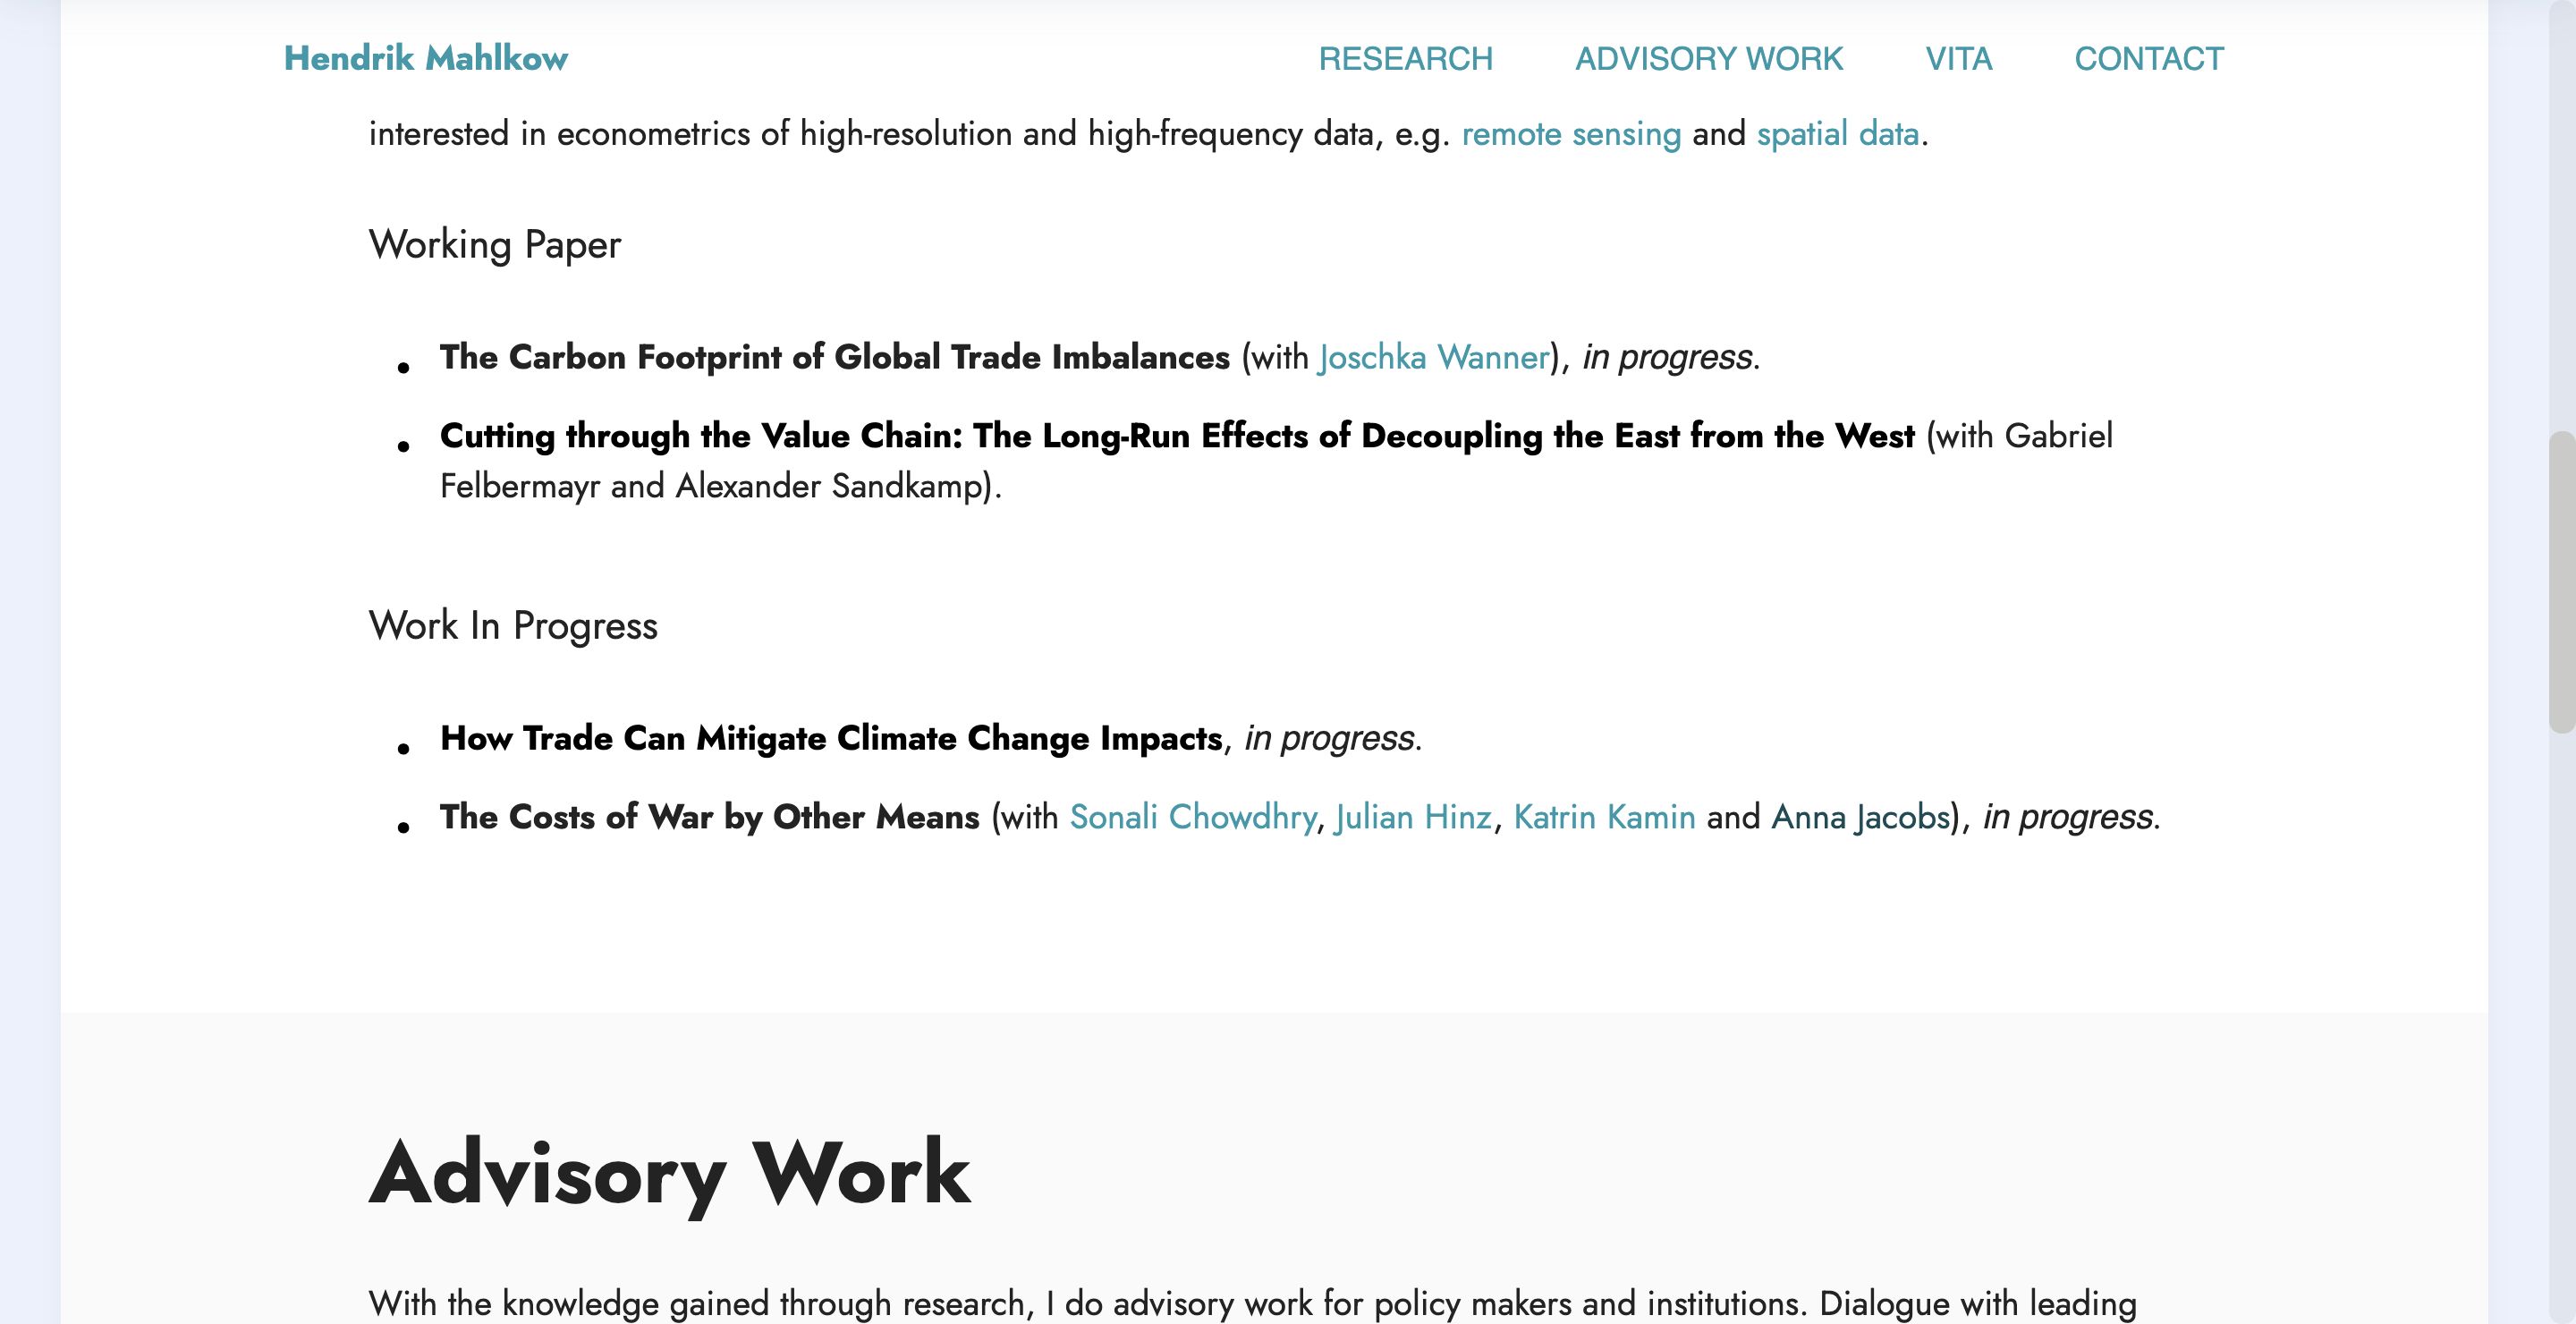 Hendrik Mahlkow RESEARCH ADVISORY WORK VITA CONTACT
interested in econometrics of high-resolution and high-frequency data, e.g. remote sensing and spatial data.
Working Paper
• The Carbon Footprint of Global Trade Imbalances (with Joschka Wanner), in progress.
• Cutting through the Value Chain: The Long-Run Effects of Decoupling the East from the West (with Gabriel
Felbermayr and Alexander Sandkamp).
Work In Progress
• How Trade Can Mitigate Climate Change Impacts, in progress.
• The Costs of War by Other Means (with Sonali Chowdhry, Julian Hinz, Katrin Kamin and Anna Jacobs), in progress.
Advisory Work
With the knowledge gained through research, I do advisory work for policy makers and institutions. Dialogue with leading